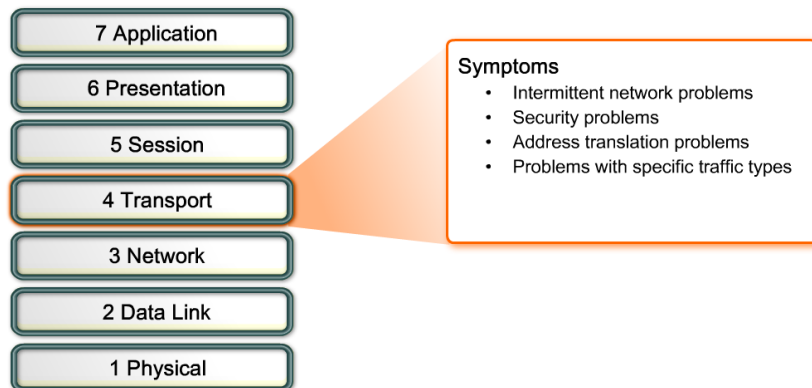 7 Application
6 Presentation
5 Session
4 Transport
3 Network
2 Data Link
1 Physical
Symptoms
• Intermittent network problems
• Security problems
• Address translation problems
• Problems with specific traffic types